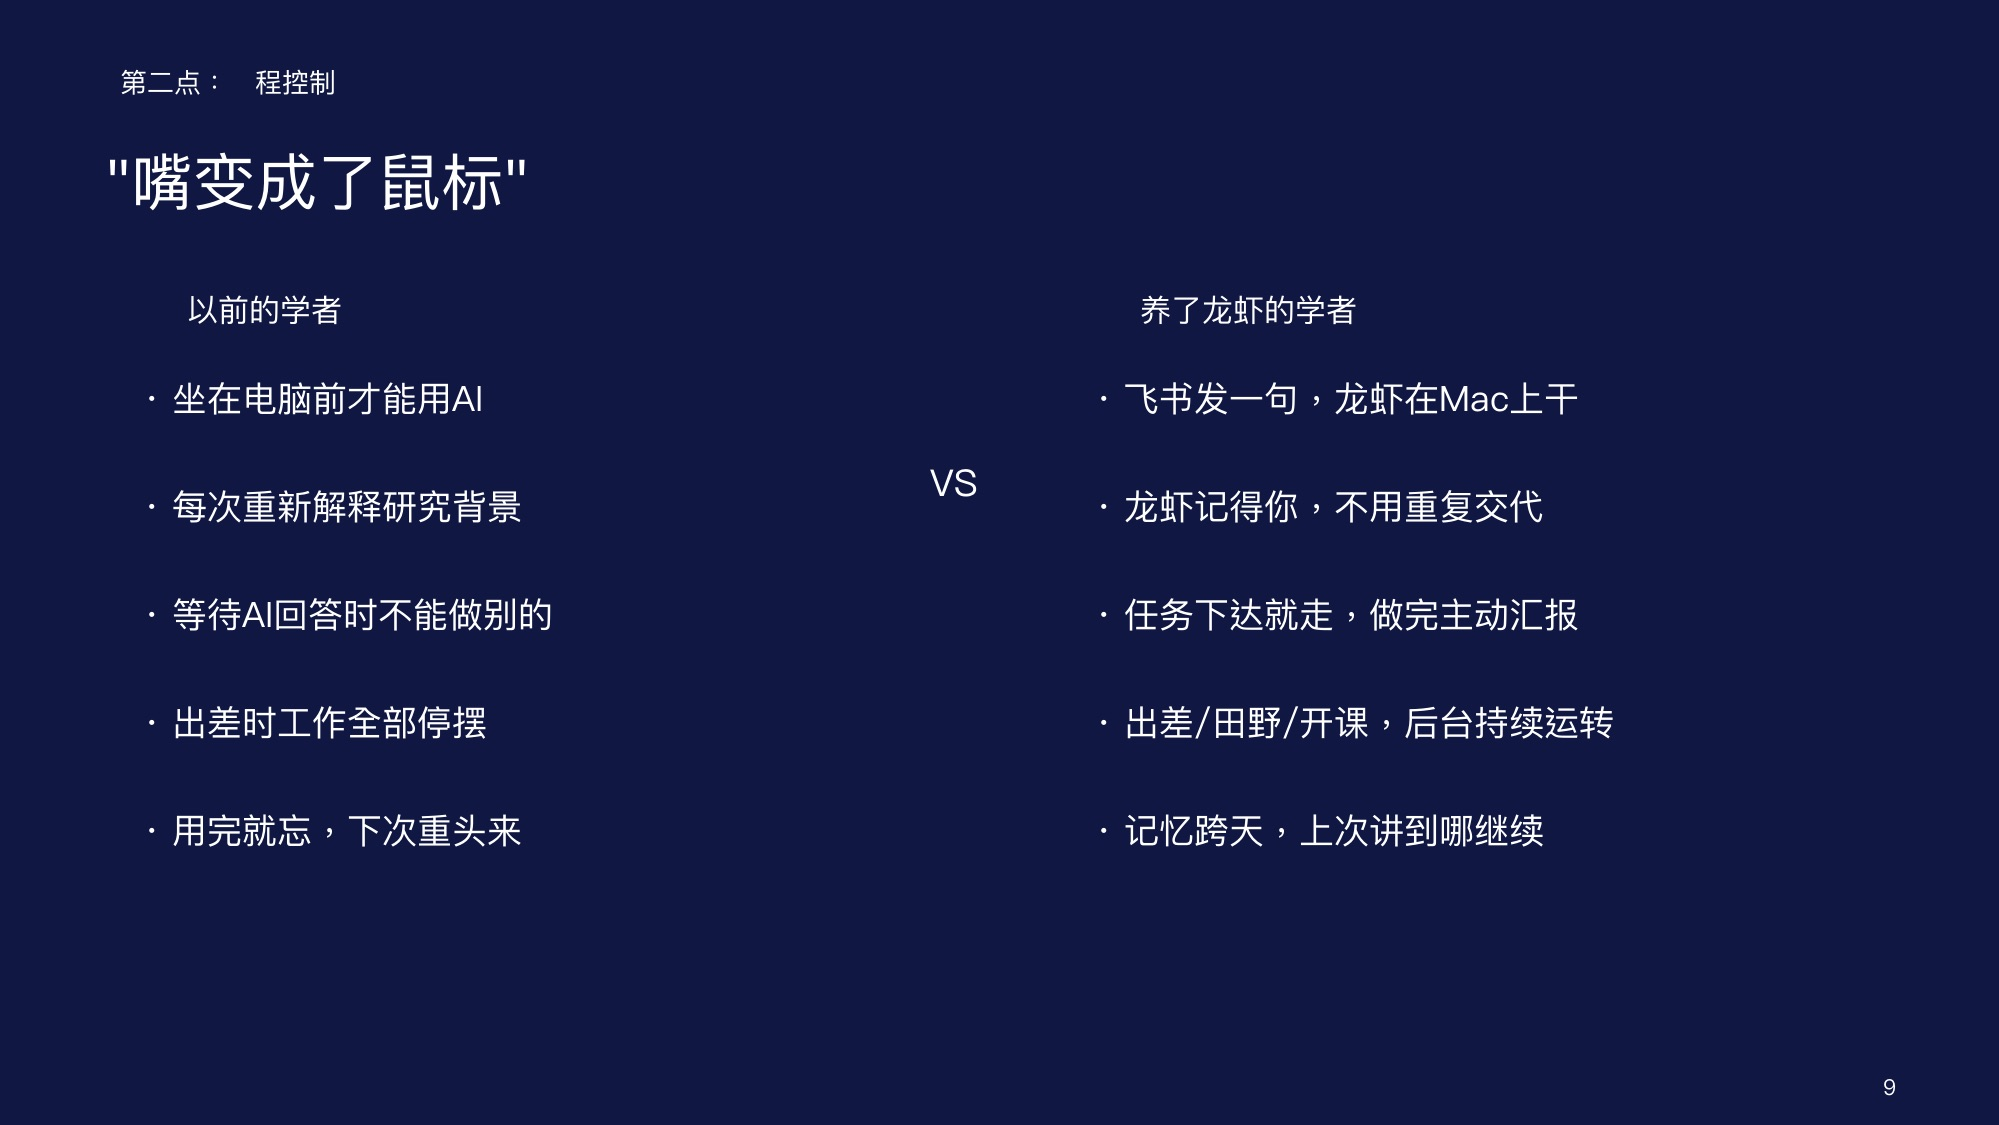 第二点： 程控制
"嘴变成了鼠标"
以前的学者
· 坐在电脑前才能用AI
· 每次重新解释研究背景
· 等待AI回答时不能做别的
· 出差时工作全部停摆
· 用完就忘，下次重头来
VS
养了龙虾的学者
· 飞书发一句，龙虾在Mac上干
· 龙虾记得你，不用重复交代
· 任务下达就走，做完主动汇报
· 出差/田野/开课，后台持续运转
· 记忆跨天，上次讲到哪继续
9